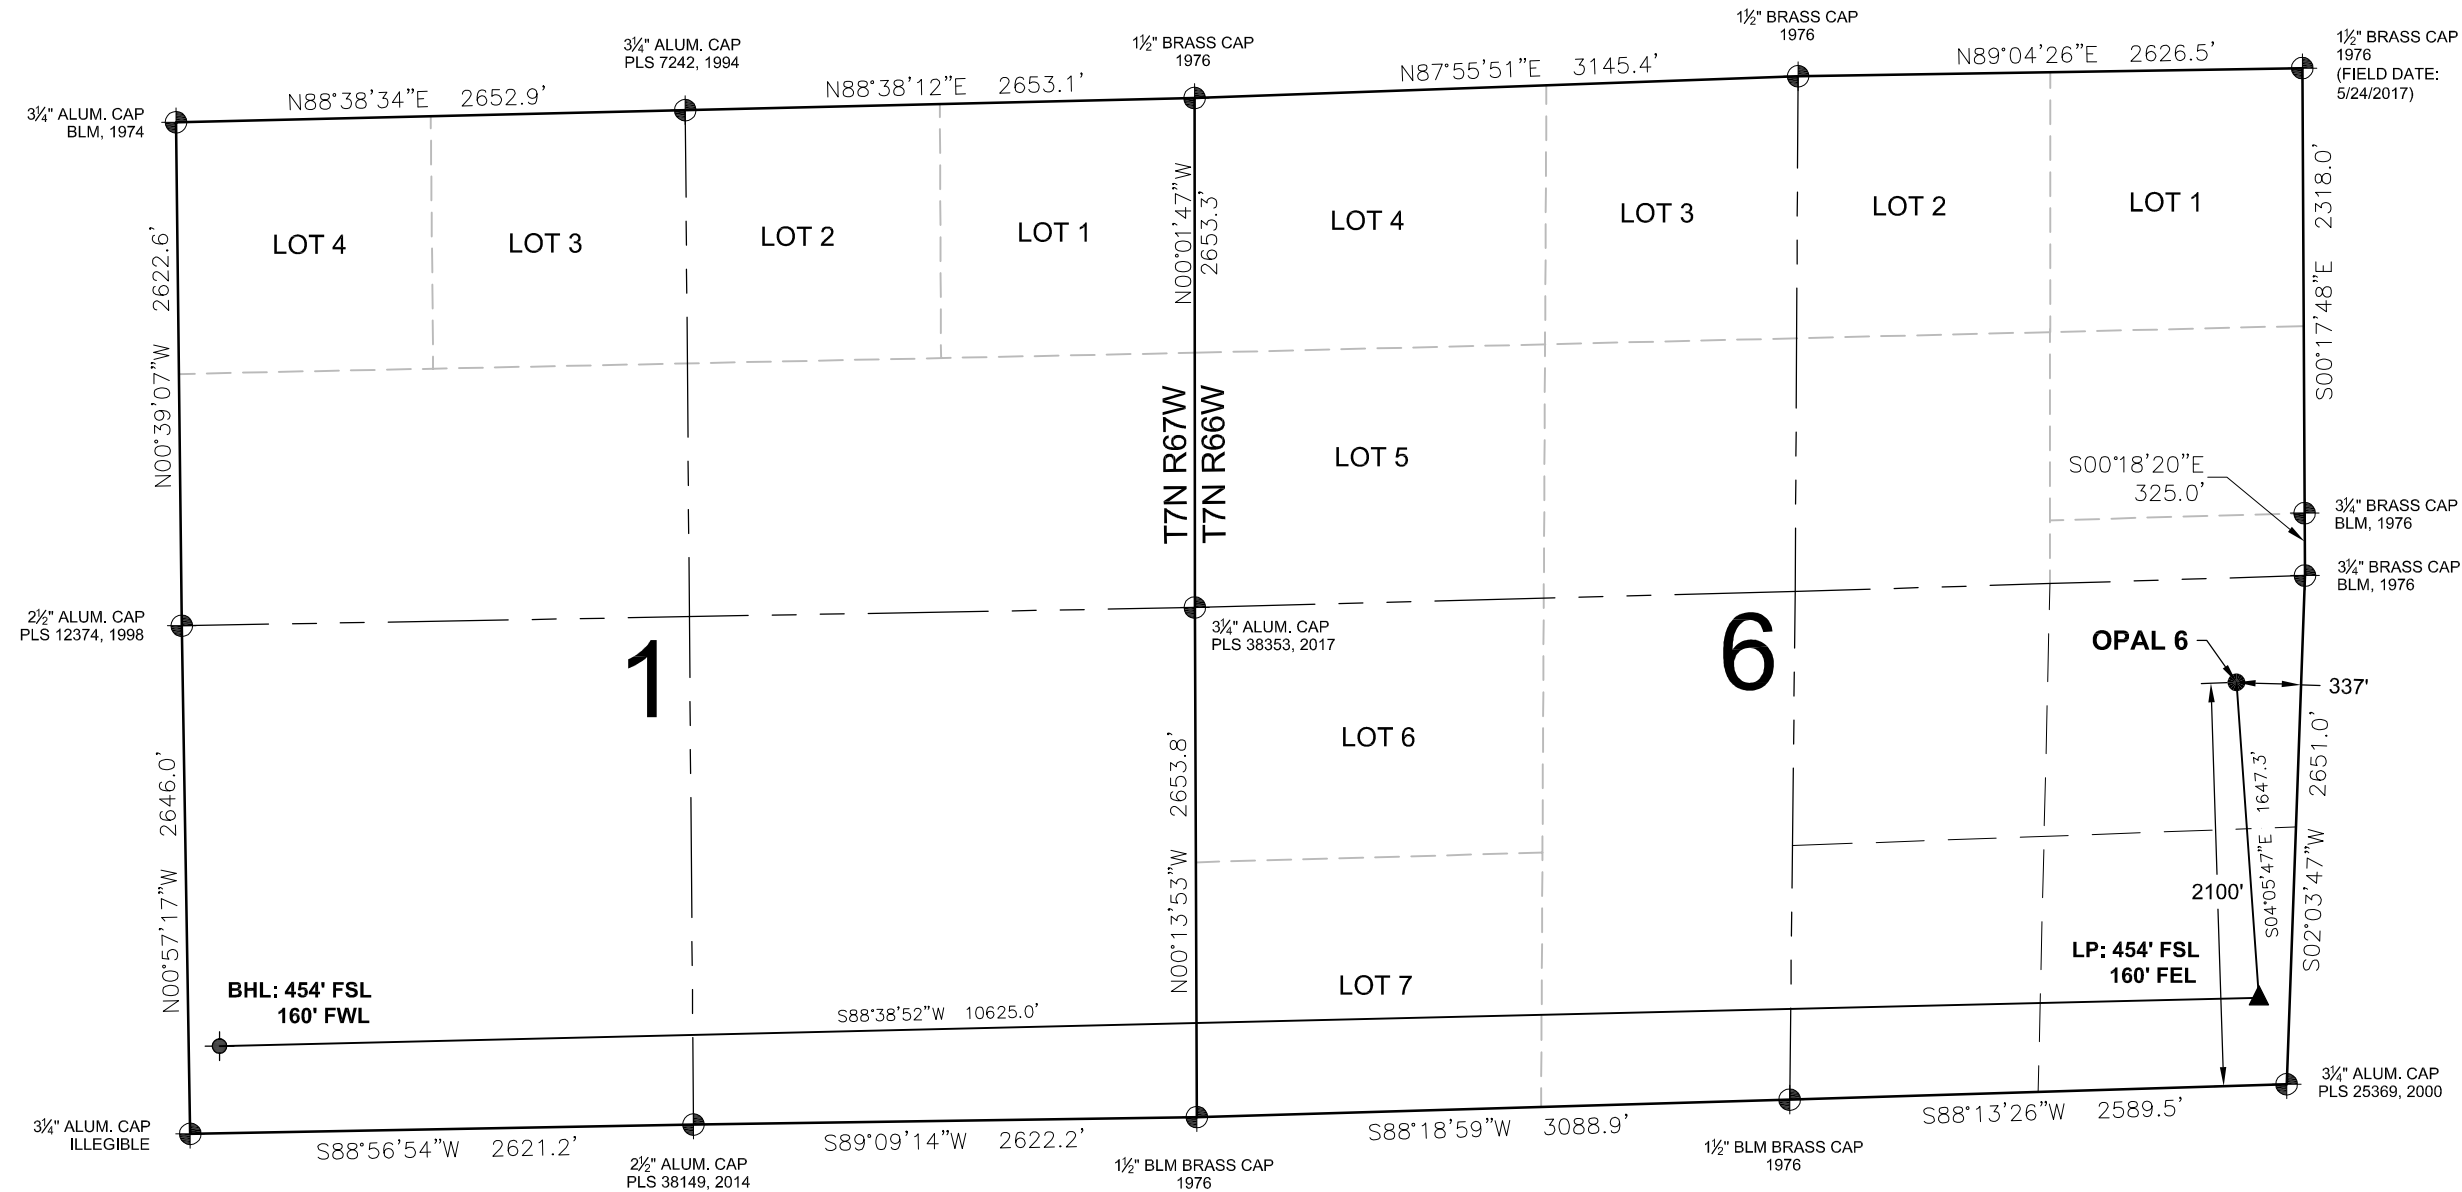 1½" BRASS CAP
1976
1½" BRASS CAP
1976
(FIELD DATE:
5/24/2017)
3¼" ALUM. CAP
PLS 7242, 1994
1½" BRASS CAP
1976
N89°04'26"E 2626.5'
N87°55'51"E 3145.4'
N88°38'12"E 2653.1'
N88°38'34"E 2652.9'
3¼" ALUM. CAP
BLM, 1974
N00°01'47"W
2653.3'
S00°17'48"E 2318.0'
LOT 4
LOT 3
LOT 2
LOT 1
LOT 4
LOT 3
LOT 2
LOT 1
N00°39'07"W 2622.6'
T7N R67W
T7N R66W
LOT 5
S00°18'20"E
325.0'
3¼" BRASS CAP
BLM, 1976
3¼" BRASS CAP
BLM, 1976
2½" ALUM. CAP
PLS 12374, 1998
3¼" ALUM. CAP
PLS 38353, 2017
1
6
OPAL 6
337'
LOT 6
N00°57'17"W 2646.0'
N00°13'53"W 2653.8'
S04°05'47"E 1647.3'
S02°03'47"W 2651.0'
2100'
LP: 454' FSL
160' FEL
LOT 7
BHL: 454' FSL
160' FWL
S88°38'52"W 10625.0'
3¼" ALUM. CAP
PLS 25369, 2000
3¼" ALUM. CAP
ILLEGIBLE
S88°56'54"W 2621.2'
S89°09'14"W 2622.2'
S88°18'59"W 3088.9'
S88°13'26"W 2589.5'
2½" ALUM. CAP
PLS 38149, 2014
1½" BLM BRASS CAP
1976
1½" BLM BRASS CAP
1976